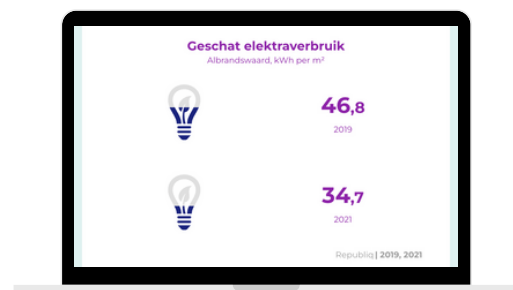 Geschat elektraverbruik
Albrandswaard, kWh per m²
46,8
2019
34,7
2021
Republiq | 2019, 2021